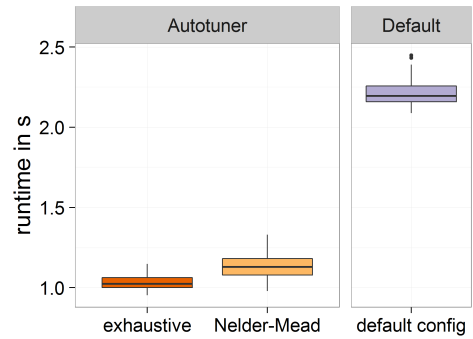 Autotuner Default
runtime in s
2.5
2.0
1.5
1.0
exhaustive Nelder-Mead default config